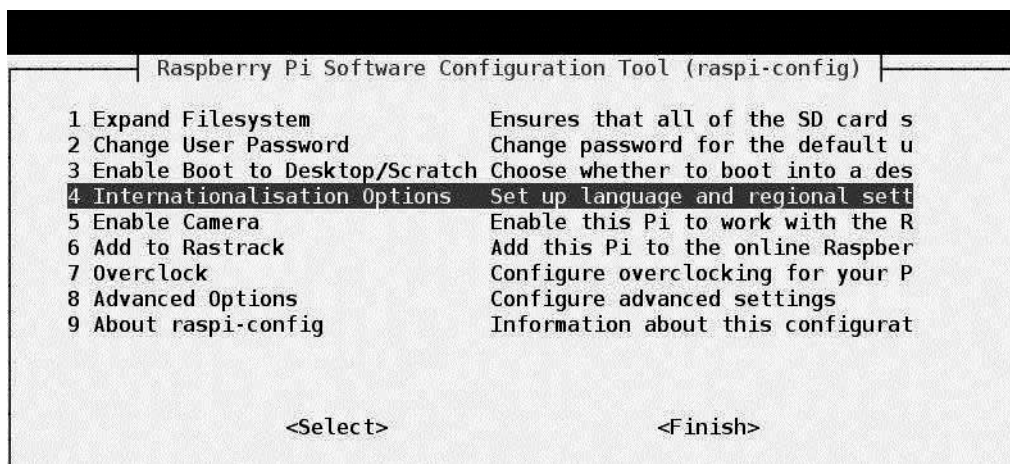 Raspberry Pi Software Configuration Tool (raspi-config)
1 Expand Filesystem Ensures that all of the SD card s
2 Change User Password Change password for the default u
3 Enable Boot to Desktop/Scratch Choose whether to boot into a des
4 Internationalisation Options Set up language and regional sett
5 Enable Camera Enable this Pi to work with the R
6 Add to Rastrack Add this Pi to the online Raspber
7 Overclock Configure overclocking for your P
8 Advanced Options Configure advanced settings
9 About raspi-config Information about this configurat
<Select> <Finish>